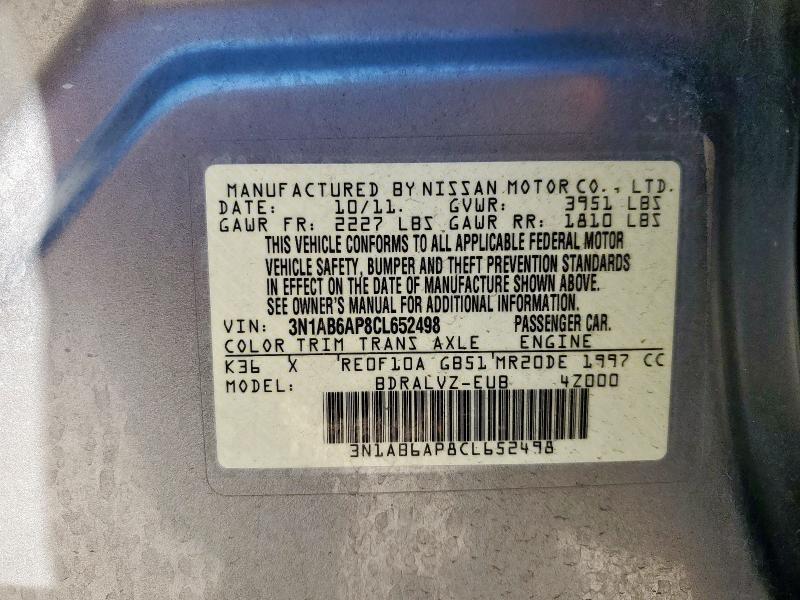 MANUFACTURED BY NISSAN MOTOR CO., LTD.
DATE: 10/11. GVWR: 3951 LBS
GAWR FR: 2227 LBS GAWR RR: 1810 LBS
THIS VEHICLE CONFORMS TO ALL APPLICABLE FEDERAL MOTOR
VEHICLE SAFETY, BUMPER AND THEFT PREVENTION STANDARDS
IN EFFECT ON THE DATE OF MANUFACTURE SHOWN ABOVE.
SEE OWNER'S MANUAL FOR ADDITIONAL INFORMATION.
VIN: 3N1AB6AP8CL652498 PASSENGER CAR.
COLOR TRIM TRANS AXLE ENGINE
K36 X RE0F10A GB51 MR20DE 1997 CC
MODEL: BDRALVZ-EUB 4Z000
3N1AB6AP8CL652498